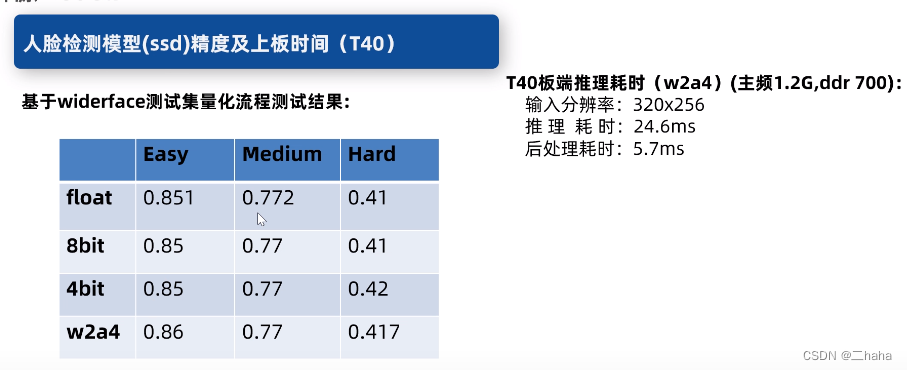 人脸检测模型(ssd)精度及上板时间（T40）
基于widerface测试集量化流程测试结果：
Easy Medium Hard
float 0.851 0.772 0.41
8bit 0.85 0.77 0.41
4bit 0.85 0.77 0.42
w2a4 0.86 0.77 0.417
T40板端推理耗时（w2a4）(主频1.2G,ddr 700)：
输入分辨率：320x256
推 理 耗 时：24.6ms
后处理耗时：5.7ms
CSDN @二haha